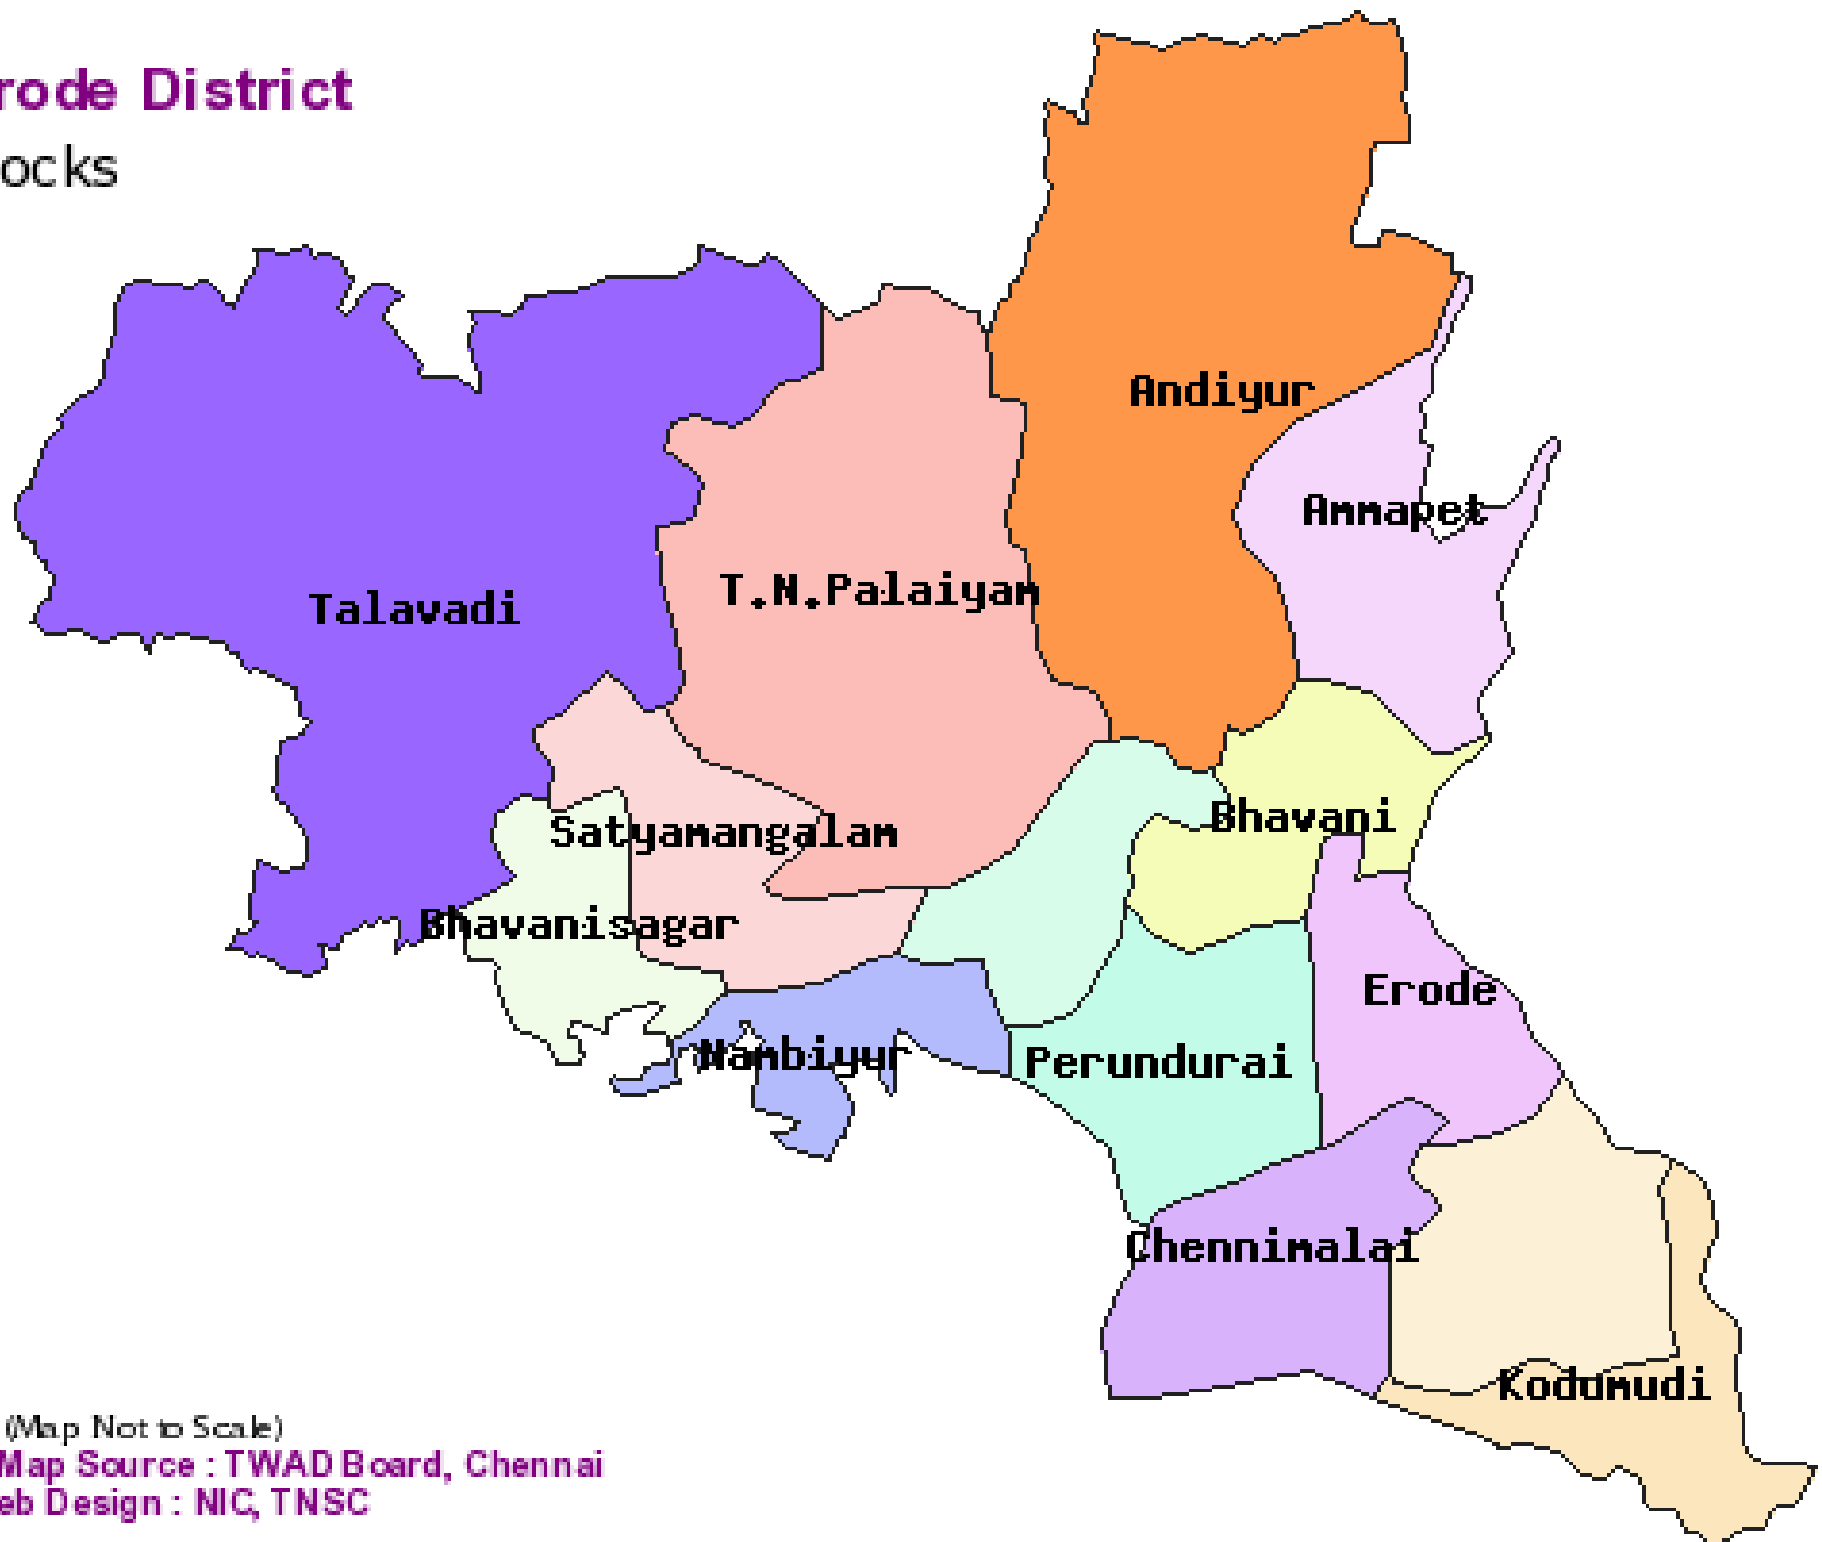 rode District
ocks
Andiyur
Ammapet
T.N.Palaiyam
Talavadi
Bhavani
Satyamangalam
Bhavanisagar
Erode
Nambiyur
Perundurai
Chennimalai
Kodumudi
(Map Not to Scale)
Map Source : TWAD Board, Chennai
eb Design : NIC, TNSC